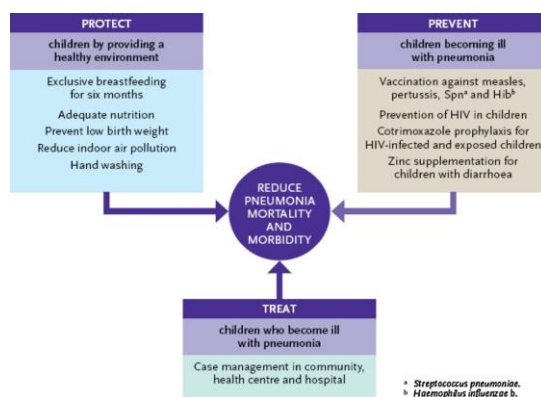 PROTECT
children by providing a
healthy environment
Exclusive breastfeeding
for six months
Adequate nutrition
Prevent low birth weight
Reduce indoor air pollution
Hand washing
PREVENT
children becoming ill
with pneumonia
Vaccination against measles,
pertussis, Spnª and Hibᵇ
Prevention of HIV in children
Cotrimoxazole prophylaxis for
HIV-infected and exposed children
Zinc supplementation for
children with diarrhoea
REDUCE
PNEUMONIA
MORTALITY
AND
MORBIDITY
TREAT
children who become ill
with pneumonia
Case management in community,
health centre and hospital
ª Streptococcus pneumoniae.
ᵇ Haemophilus influenzae b.